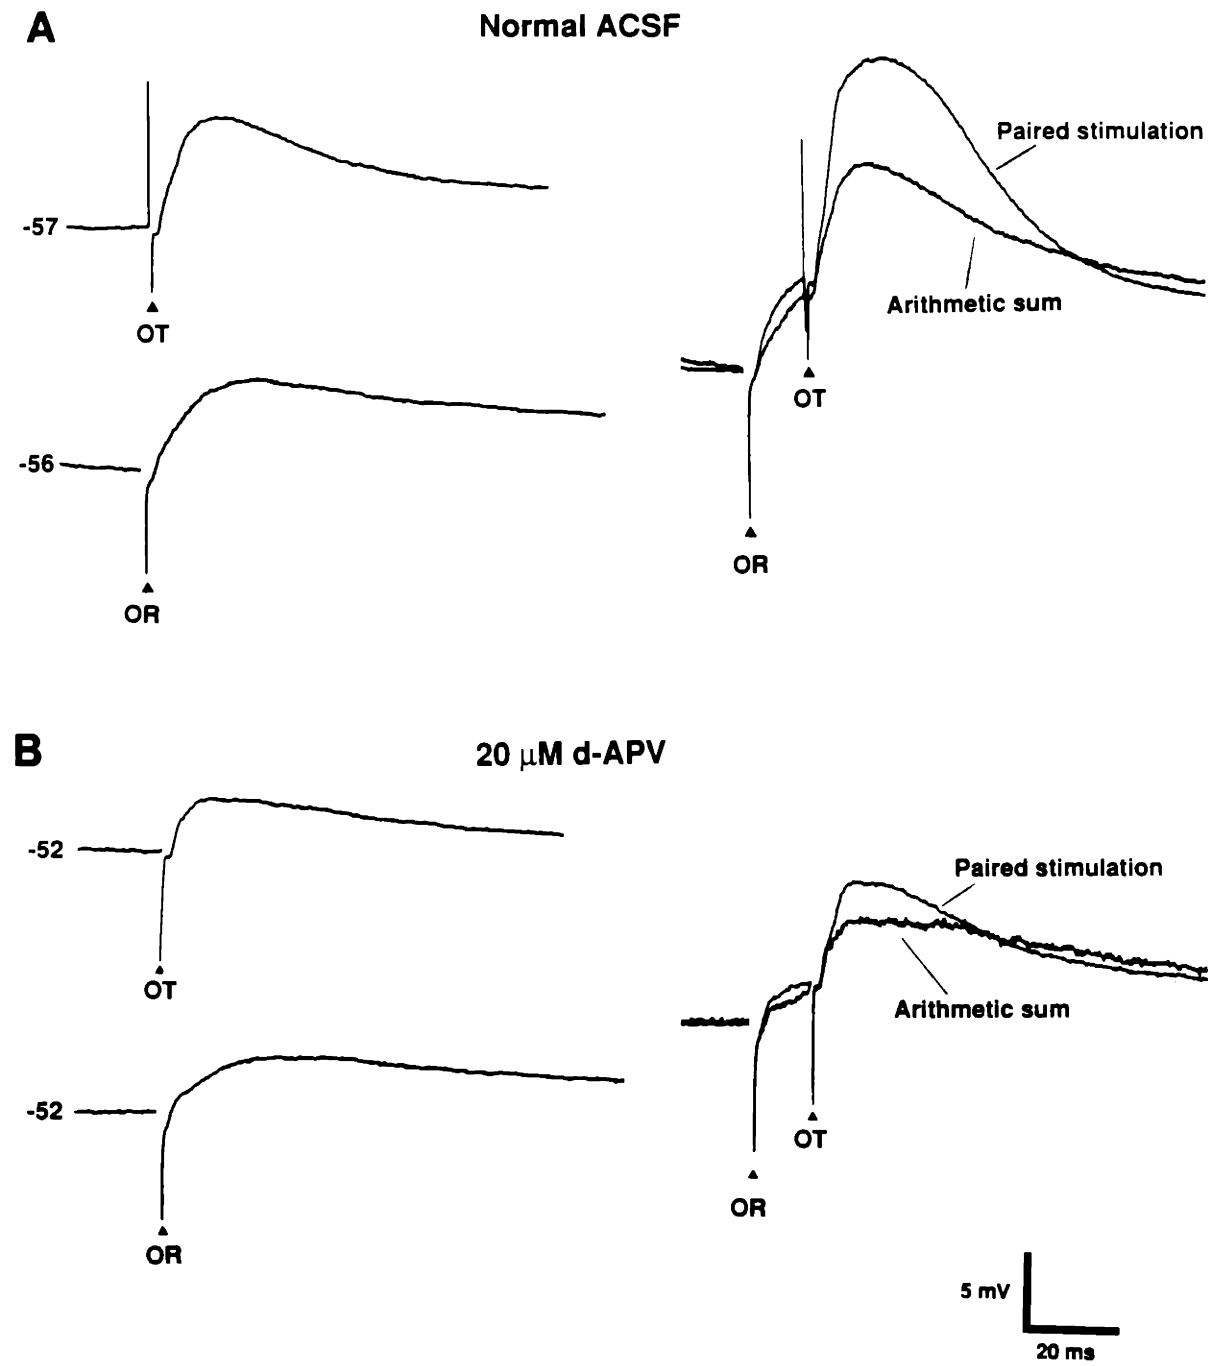 A
Normal ACSF
Paired stimulation
-57
Arithmetic sum
OT
OT
-56
OR
OR
B
20 μM d-APV
-52
Paired stimulation
OT
Arithmetic sum
-52
OT
OR
OR
5 mV
20 ms